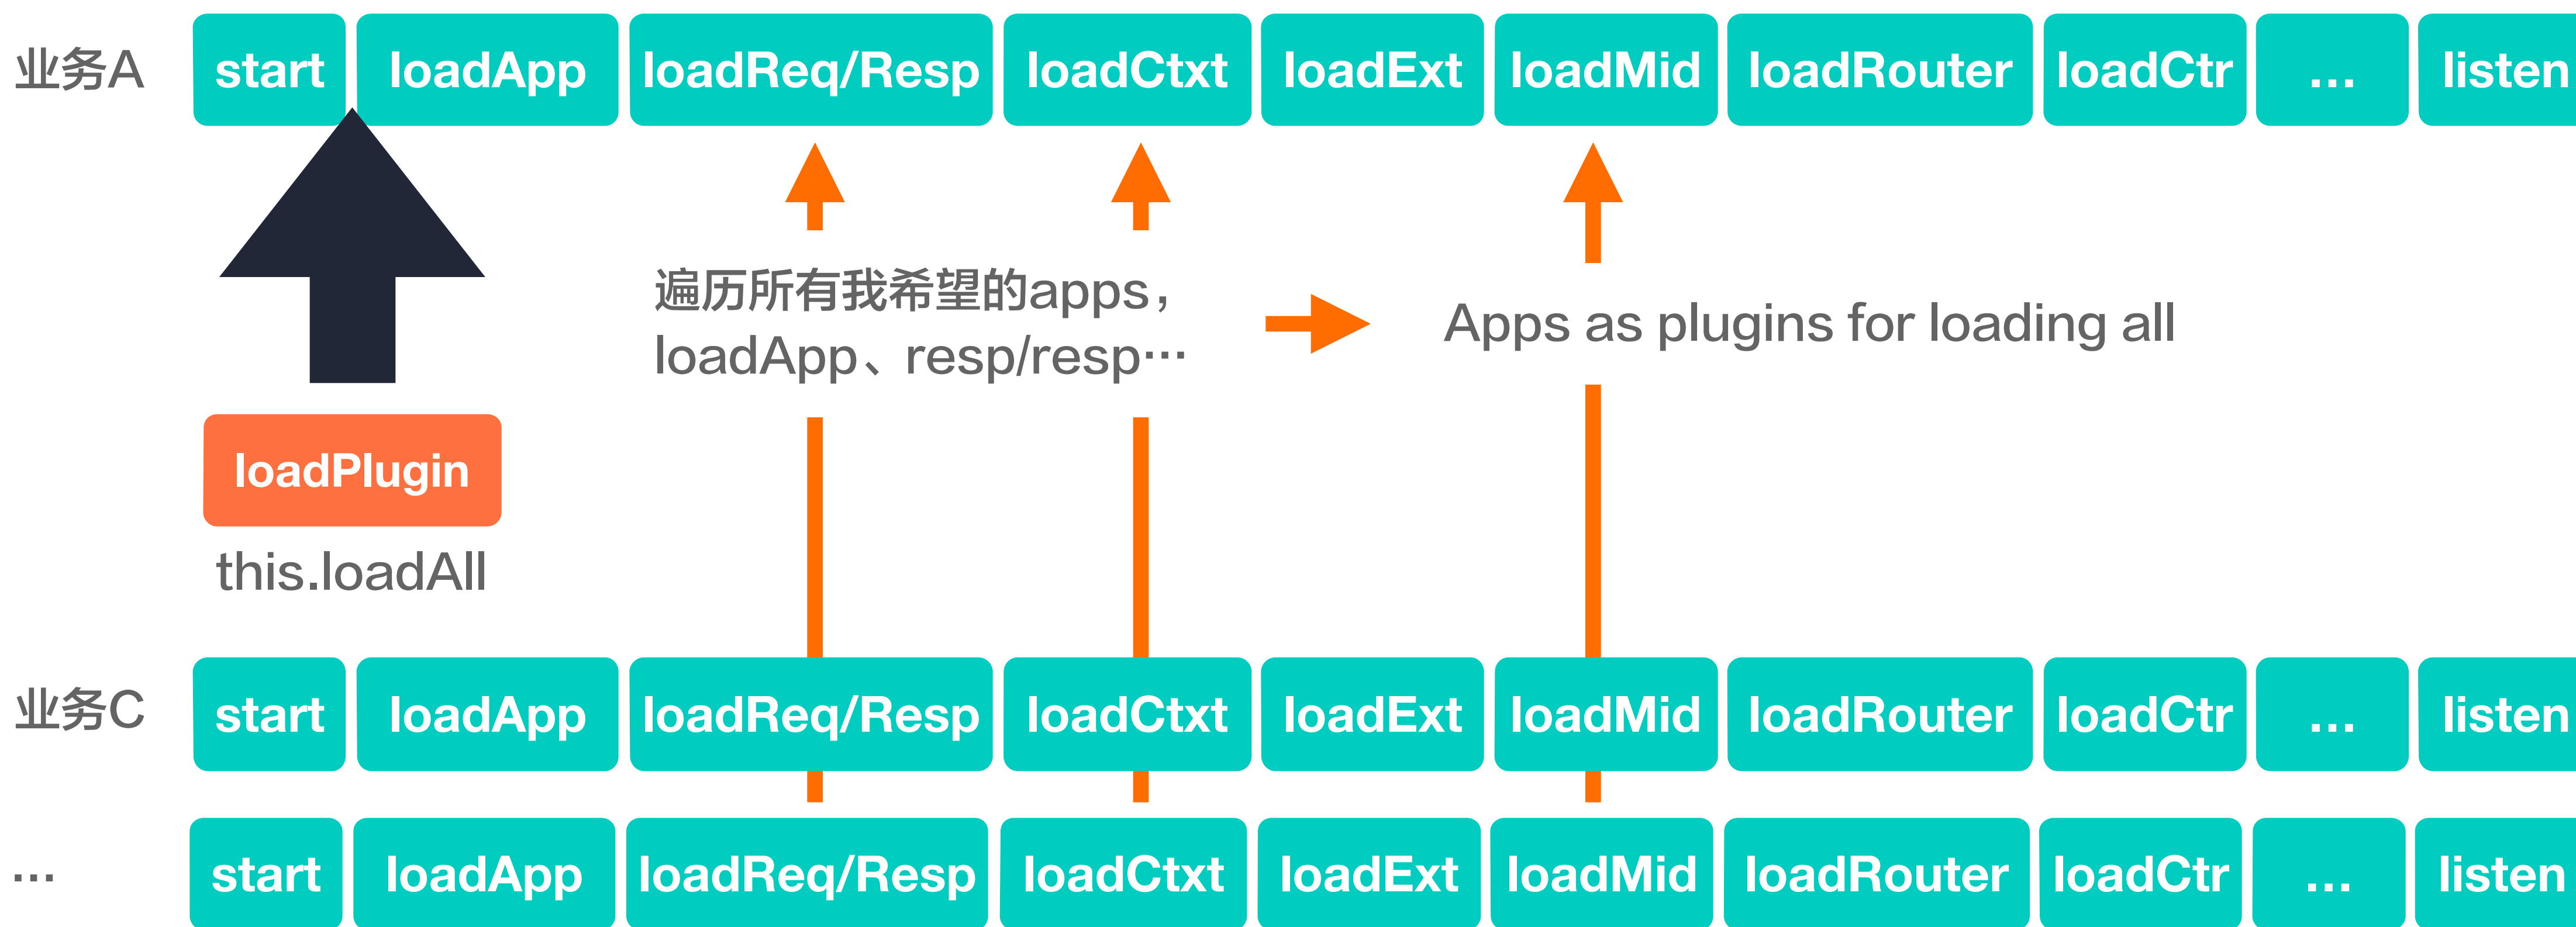 业务A start loadApp loadReq/Resp loadCtxt loadExt loadMid loadRouter loadCtr ... listen
遍历所有我希望的apps，
loadApp、resp/resp…
Apps as plugins for loading all
loadPlugin
this.loadAll
业务C start loadApp loadReq/Resp loadCtxt loadExt loadMid loadRouter loadCtr ... listen
... start loadApp loadReq/Resp loadCtxt loadExt loadMid loadRouter loadCtr ... listen